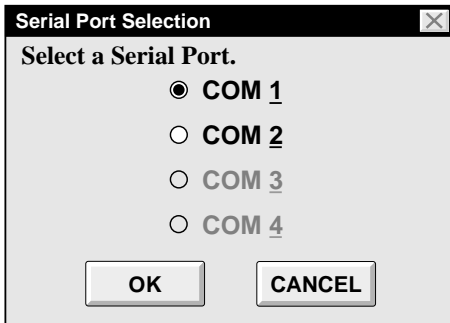 Serial Port Selection
Select a Serial Port.
COM 1
COM 2
COM 3
COM 4
OK CANCEL